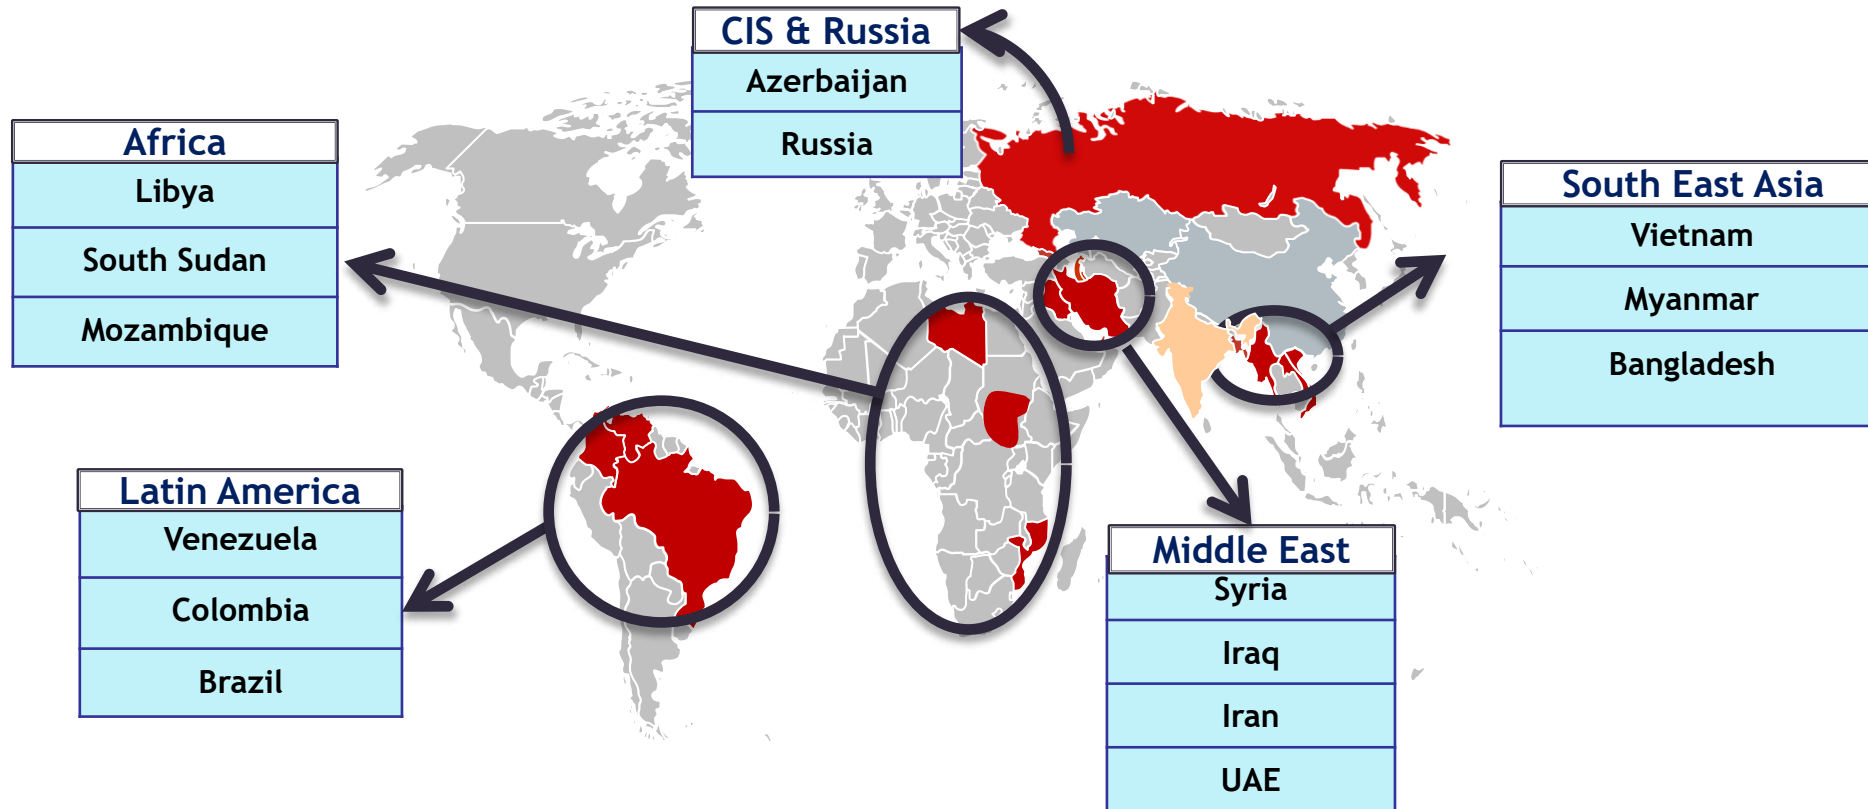 CIS & Russia
Azerbaijan
Russia
Africa
Libya
South Sudan
Mozambique
South East Asia
Vietnam
Myanmar
Bangladesh
Latin America
Venezuela
Colombia
Brazil
Middle East
Syria
Iraq
Iran
UAE